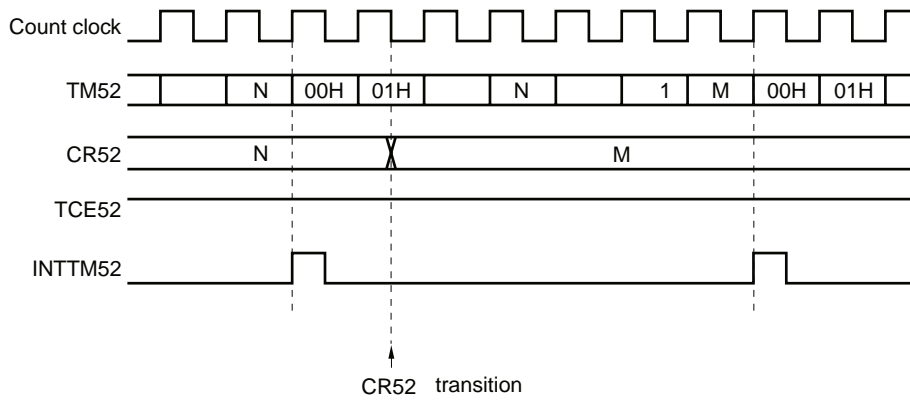 Count clock
TM52 N 00H 01H N 1 M 00H 01H
CR52 N M
TCE52
INTTM52
CR52 transition